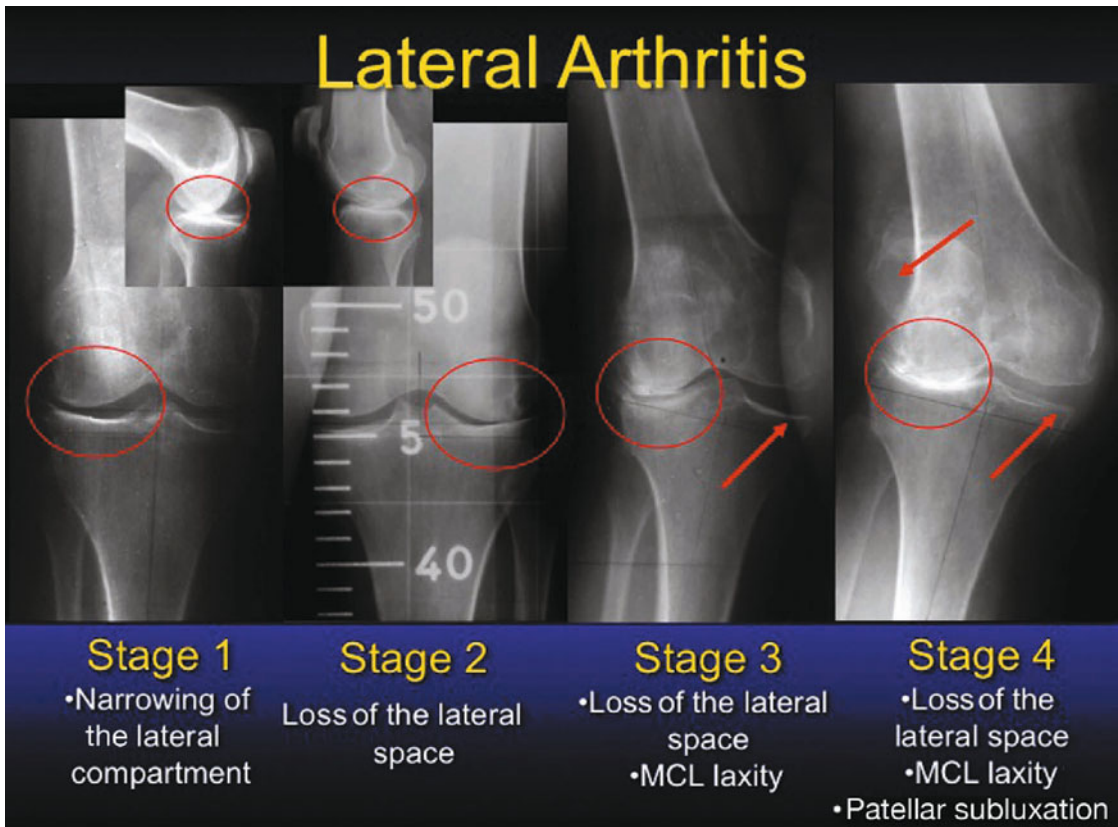 Lateral Arthritis
50
5
40
Stage 1
•Narrowing of
the lateral
compartment
Stage 2
Loss of the lateral
space
Stage 3
•Loss of the lateral
space
•MCL laxity
Stage 4
•Loss of the
lateral space
•MCL laxity
•Patellar subluxation